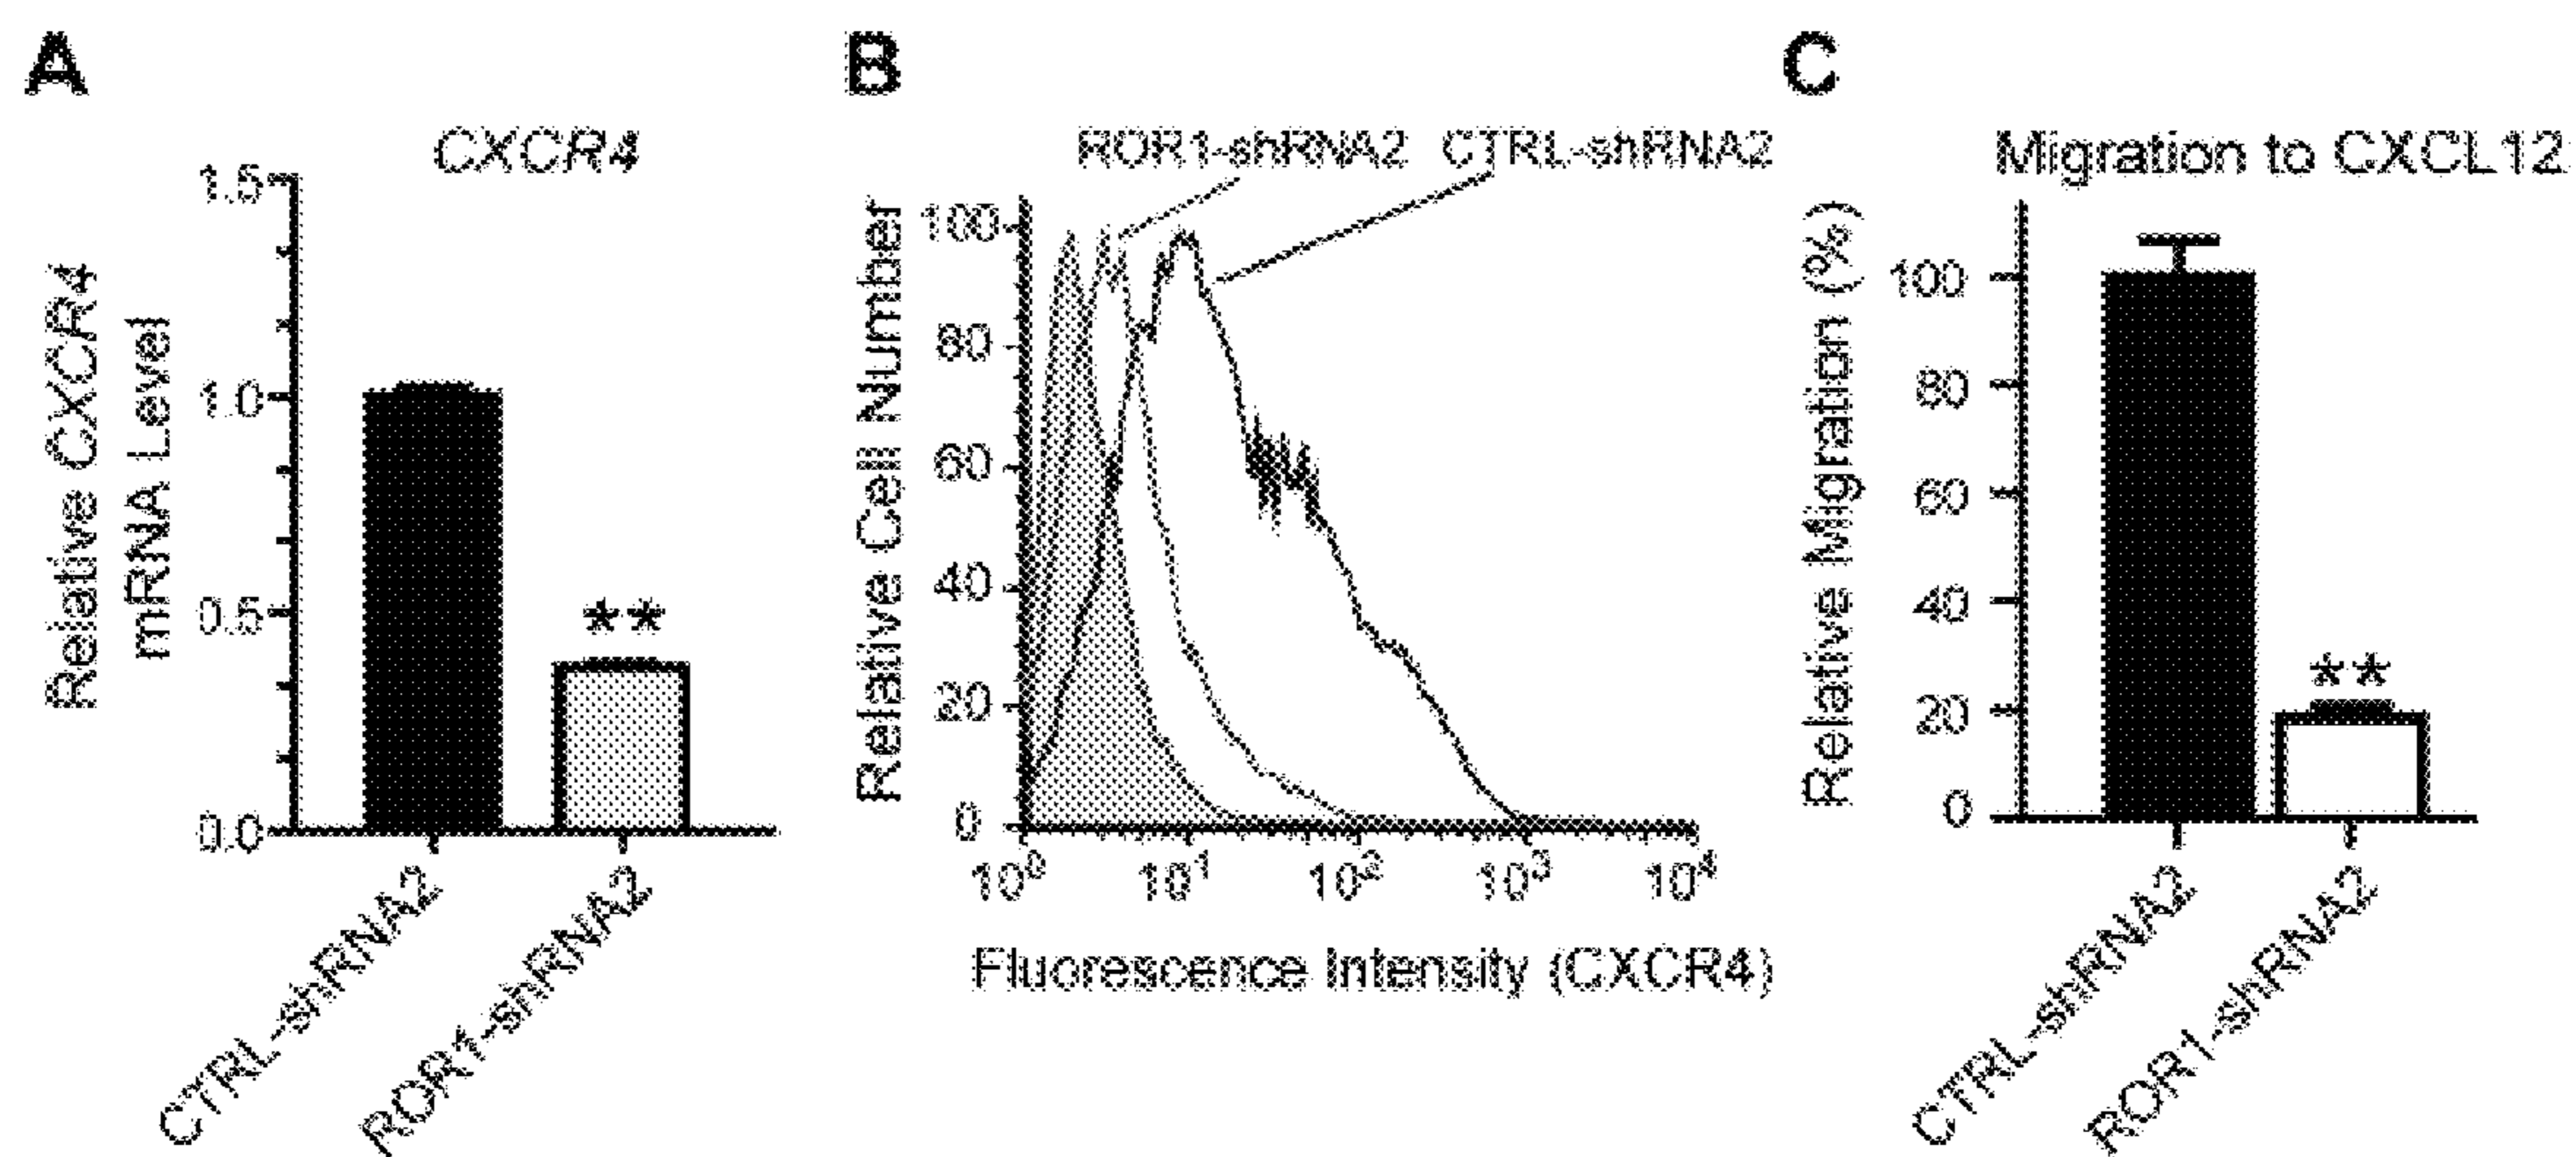 A
CXCR4
Relative CXCR4
mRNA Level
1.5
1.0
0.5
0.0
**
CTRL-shRNA2
ROR1-shRNA2
B
ROR1-shRNA2 CTRL-shRNA2
Relative Cell Number
100
80
60
40
20
0
10⁰ 10¹ 10² 10³ 10⁴
Fluorescence Intensity (CXCR4)
C
Migration to CXCL12
Relative Migration (%)
100
80
60
40
20
0
**
CTRL-shRNA2
ROR1-shRNA2